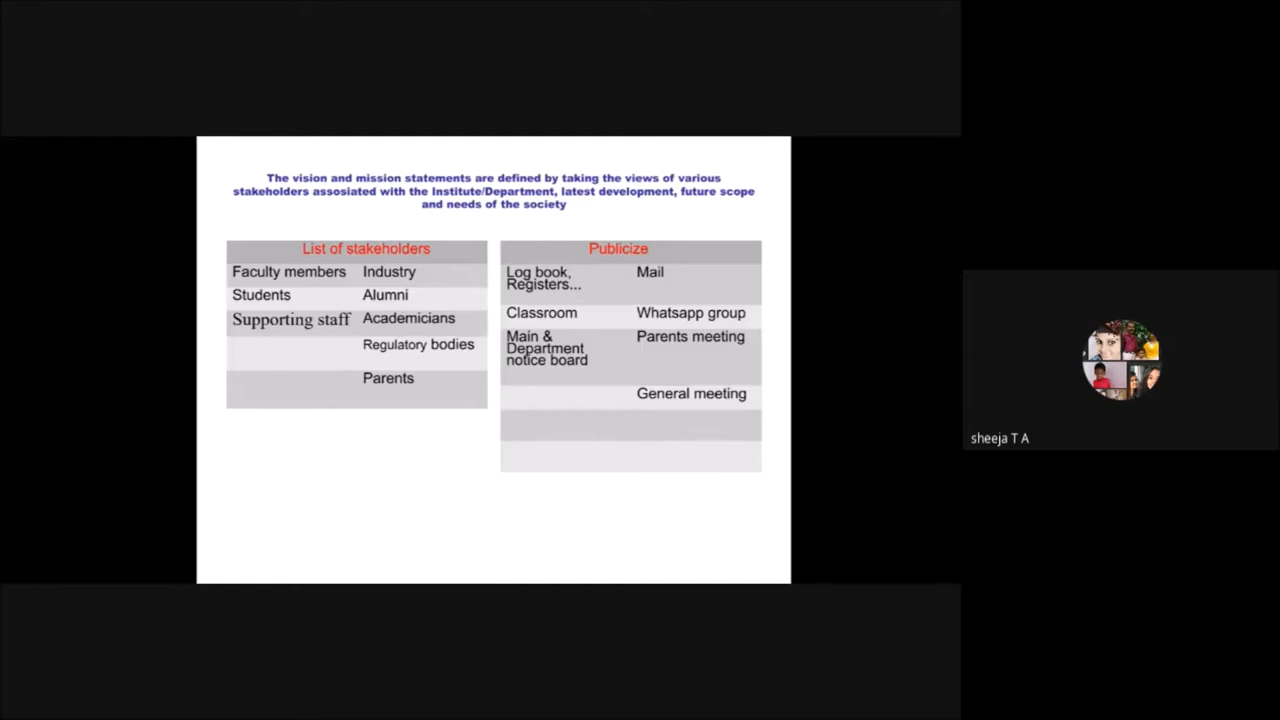 The vision and mission statements are defined by taking the views of various
stakeholders assosiated with the Institute/Department, latest development, future scope
and needs of the society
List of stakeholders
Faculty members Industry
Students Alumni
Supporting staff Academicians
Regulatory bodies
Parents
Publicize
Log book, Mail
Registers...
Classroom Whatsapp group
Main & Parents meeting
Department
notice board
General meeting
sheeja T A